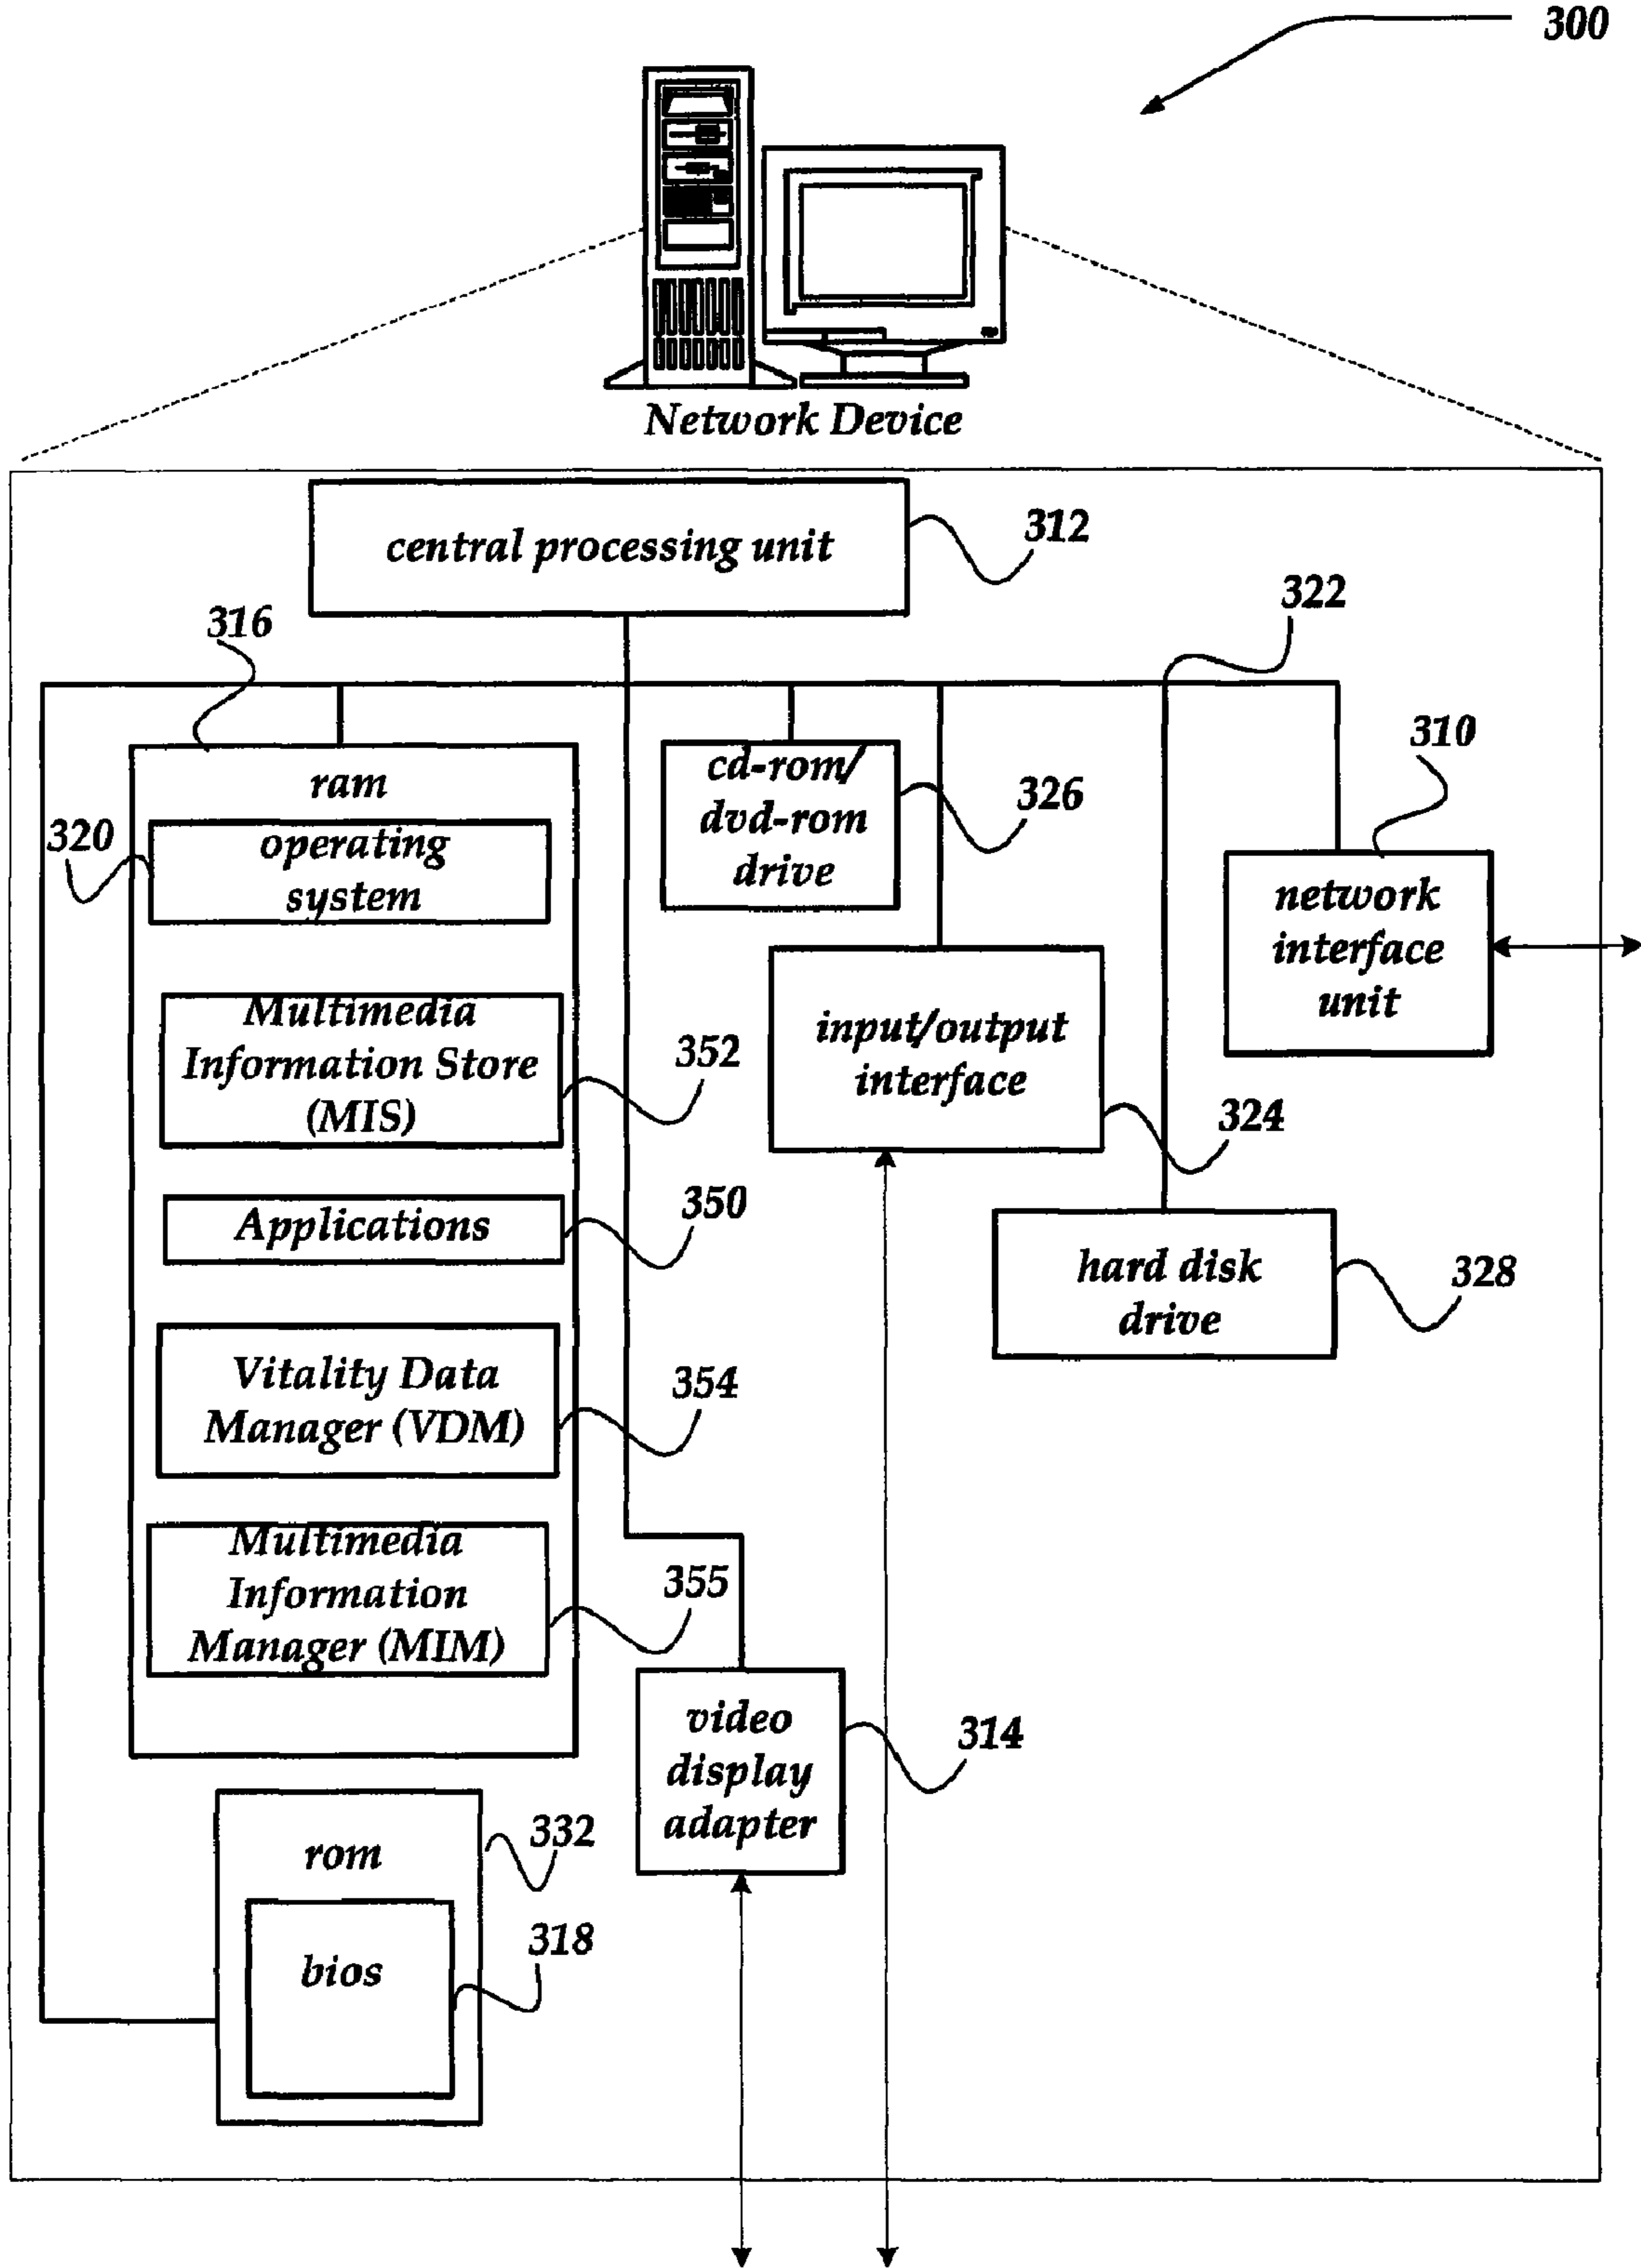 300
Network Device
central processing unit
312
322
316
310
ram
cd-rom/
dvd-rom
drive
326
320
operating
system
network
interface
unit
Multimedia
Information Store
(MIS)
352
input/output
interface
324
Applications
350
hard disk
drive
328
Vitality Data
Manager (VDM)
354
Multimedia
Information
Manager (MIM)
355
video
display
adapter
314
rom
332
bios
318